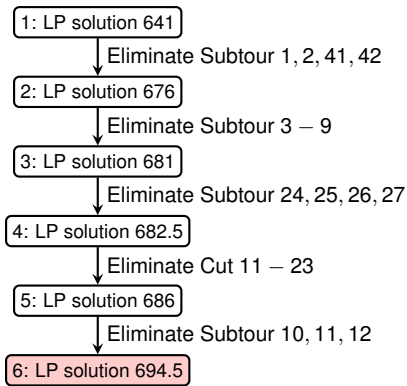 1: LP solution 641
Eliminate Subtour 1, 2, 41, 42
2: LP solution 676
Eliminate Subtour 3 − 9
3: LP solution 681
Eliminate Subtour 24, 25, 26, 27
4: LP solution 682.5
Eliminate Cut 11 − 23
5: LP solution 686
Eliminate Subtour 10, 11, 12
6: LP solution 694.5